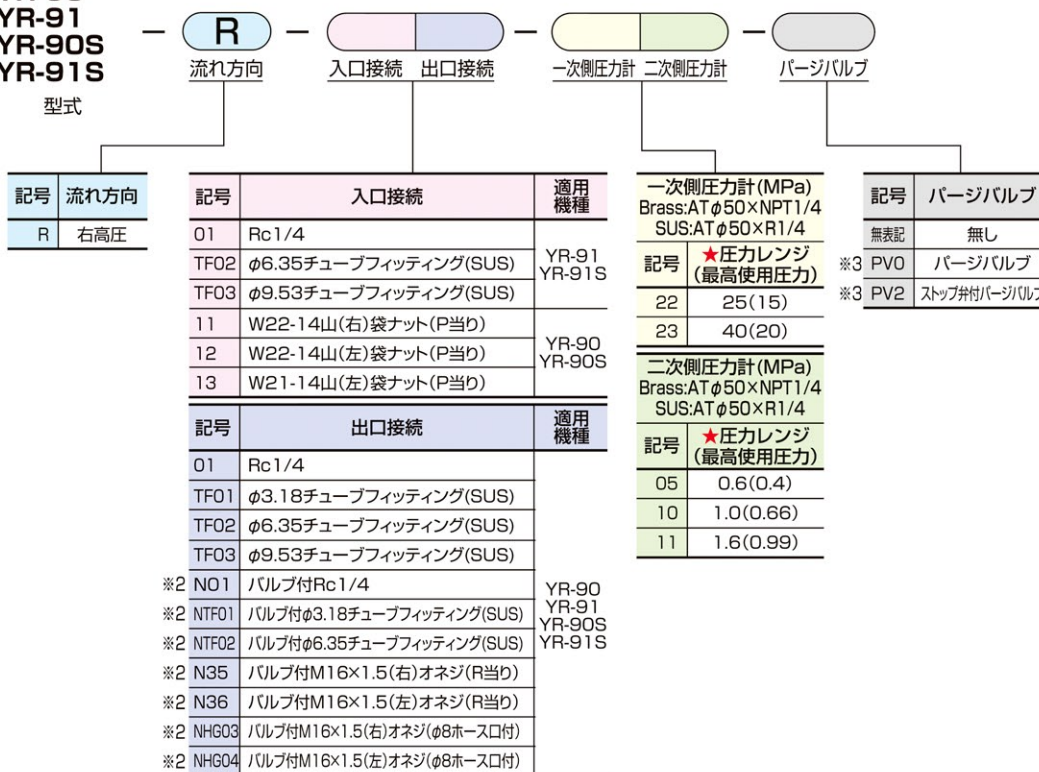 YR-91
YR-90S
YR-91S
型式
R
流れ方向
入口接続 出口接続
一次側圧力計 二次側圧力計
パージバルブ
記号 流れ方向
R 右高圧
記号 入口接続 適用機種
01 Rc1/4
TF02 φ6.35チューブフィッティング(SUS)
TF03 φ9.53チューブフィッティング(SUS)
YR-91
YR-91S
11 W22-14山(右)袋ナット(P当り)
12 W22-14山(左)袋ナット(P当り)
13 W21-14山(左)袋ナット(P当り)
YR-90
YR-90S
記号 出口接続 適用機種
01 Rc1/4
TF01 φ3.18チューブフィッティング(SUS)
TF02 φ6.35チューブフィッティング(SUS)
TF03 φ9.53チューブフィッティング(SUS)
※2 N01 バルブ付Rc1/4
※2 NTF01 バルブ付φ3.18チューブフィッティング(SUS)
※2 NTF02 バルブ付φ6.35チューブフィッティング(SUS)
※2 N35 バルブ付M16×1.5(右)オネジ(R当り)
※2 N36 バルブ付M16×1.5(左)オネジ(R当り)
※2 NHG03 バルブ付M16×1.5(右)オネジ(φ8ホース口付)
※2 NHG04 バルブ付M16×1.5(左)オネジ(φ8ホース口付)
YR-90
YR-91
YR-90S
YR-91S
一次側圧力計(MPa)
Brass:ATφ50×NPT1/4
SUS:ATφ50×R1/4
記号 ★圧力レンジ
(最高使用圧力)
22 25(15)
23 40(20)
二次側圧力計(MPa)
Brass:ATφ50×NPT1/4
SUS:ATφ50×R1/4
記号 ★圧力レンジ
(最高使用圧力)
05 0.6(0.4)
10 1.0(0.66)
11 1.6(0.99)
記号 パージバルブ
無表記 無し
※3 PV0 パージバルブ
※3 PV2 ストップ弁付パージバルブ